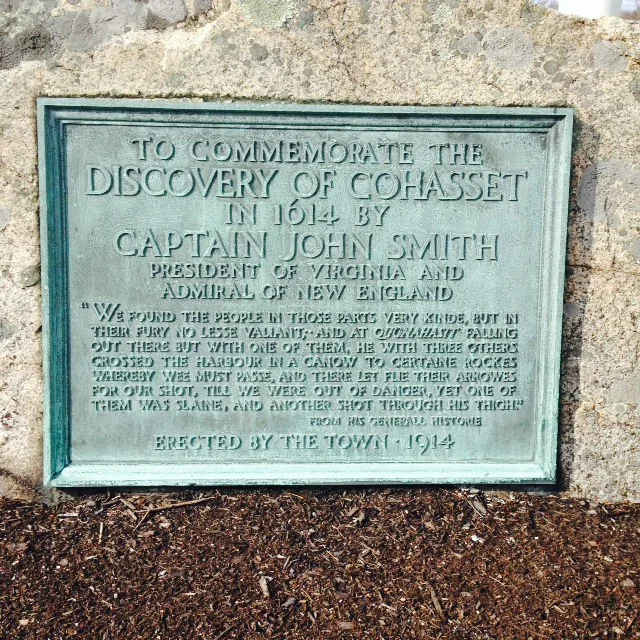 TO COMMEMORATE THE
DISCOVERY OF COHASSET
IN 1614 BY
CAPTAIN JOHN SMITH
PRESIDENT OF VIRGINIA AND
ADMIRAL OF NEW ENGLAND
"WE FOUND THE PEOPLE IN THOSE PARTS VERY KINDE, BUT IN
THEIR FURY NO LESSE VALIANT; AND AT QUONAHASSIT FALLING
OUT THERE BUT WITH ONE OF THEM, HE WITH THREE OTHERS
CROSSED THE HARBOUR IN A CANOW TO CERTAINE ROCKES
WHEREBY WEE MUST PASSE, AND THERE LET FLIE THEIR ARROWES
FOR OUR SHOT, TILL WE WERE OUT OF DANGER, YET ONE OF
THEM WAS SLAINE, AND ANOTHER SHOT THROUGH HIS THIGH."
FROM HIS GENERALL HISTORIE
ERECTED BY THE TOWN · 1914